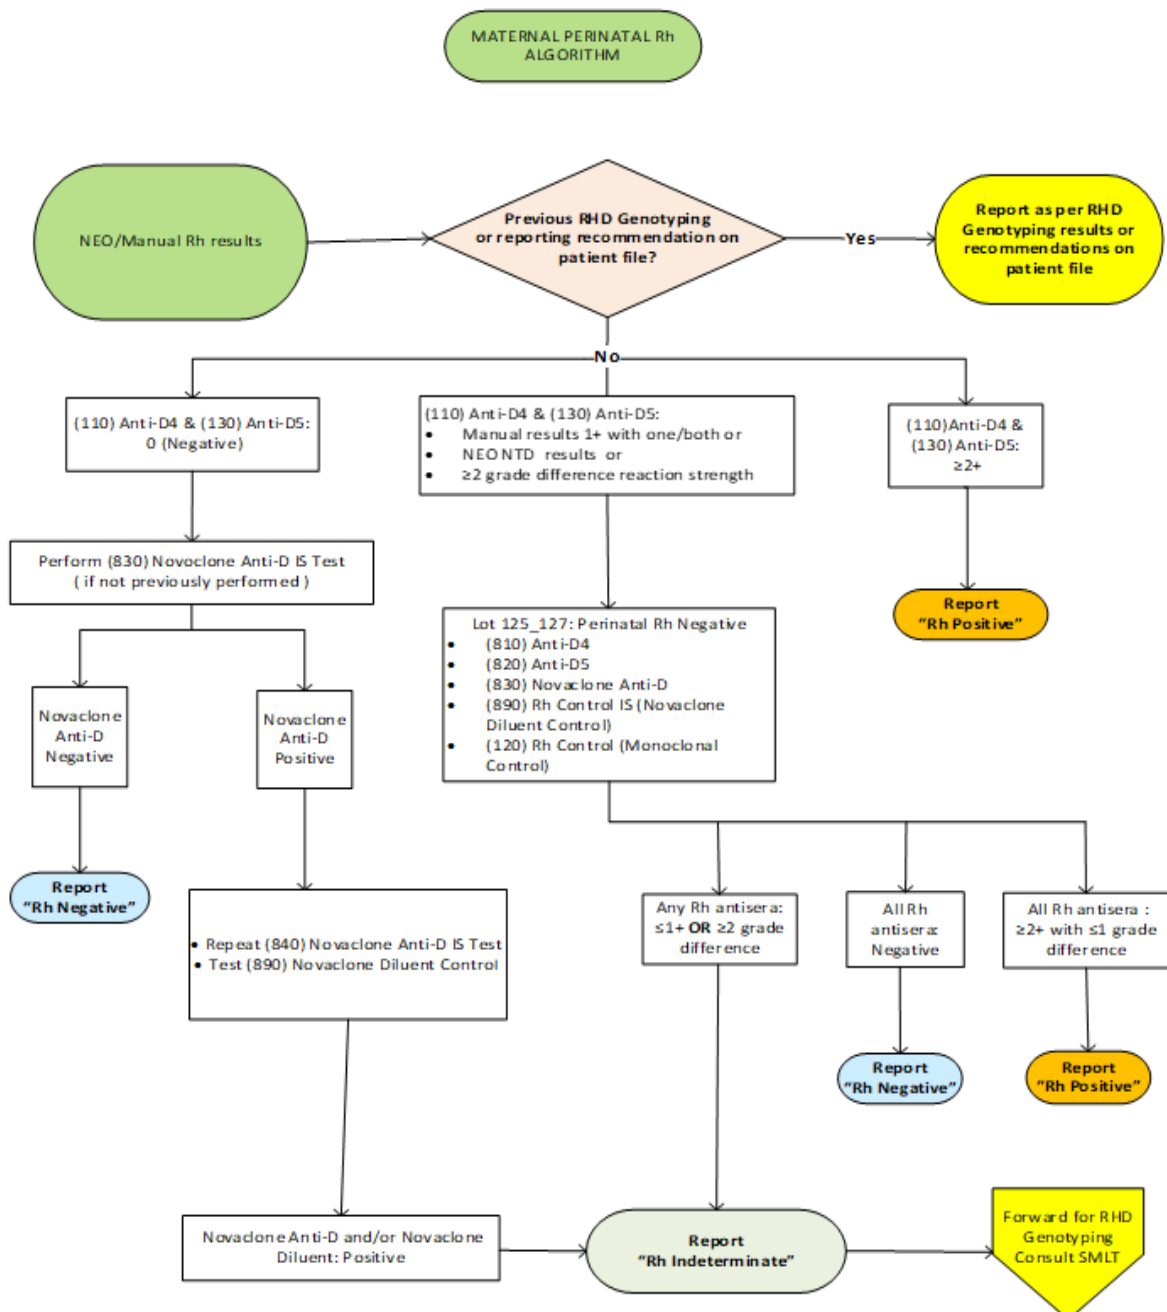 MATERNAL PERINATAL Rh
ALGORITHM
NEO/Manual Rh results
Previous RHD Genotyping
or reporting recommendation on
patient file?
Yes
Report as per RHD
Genotyping results or
recommendations on
patient file
No
(110) Anti-D4 & (130) Anti-D5:
0 (Negative)
(110) Anti-D4 & (130) Anti-D5:
• Manual results 1+ with one/both or
• NEO NTD results or
• ≥2 grade difference reaction strength
(110) Anti-D4 &
(130) Anti-D5:
≥2+
Perform (830) Novoclone Anti-D IS Test
( if not previously performed )
Report
"Rh Positive"
Lot 125_127: Perinatal Rh Negative
• (810) Anti-D4
• (820) Anti-D5
• (830) Novaclone Anti-D
• (890) Rh Control IS (Novaclone
Diluent Control)
• (120) Rh Control (Monoclonal
Control)
Novaclone
Anti-D
Negative
Novaclone
Anti-D
Positive
Report
"Rh Negative"
• Repeat (840) Novaclone Anti-D IS Test
• Test (890) Novaclone Diluent Control
Any Rh antisera:
≤1+ OR ≥2 grade
difference
All Rh
antisera:
Negative
All Rh antisera :
≥2+ with ≤1 grade
difference
Report
"Rh Negative"
Report
"Rh Positive"
Novaclone Anti-D and/or Novaclone
Diluent: Positive
Report
"Rh Indeterminate"
Forward for RHD
Genotyping
Consult SMLT